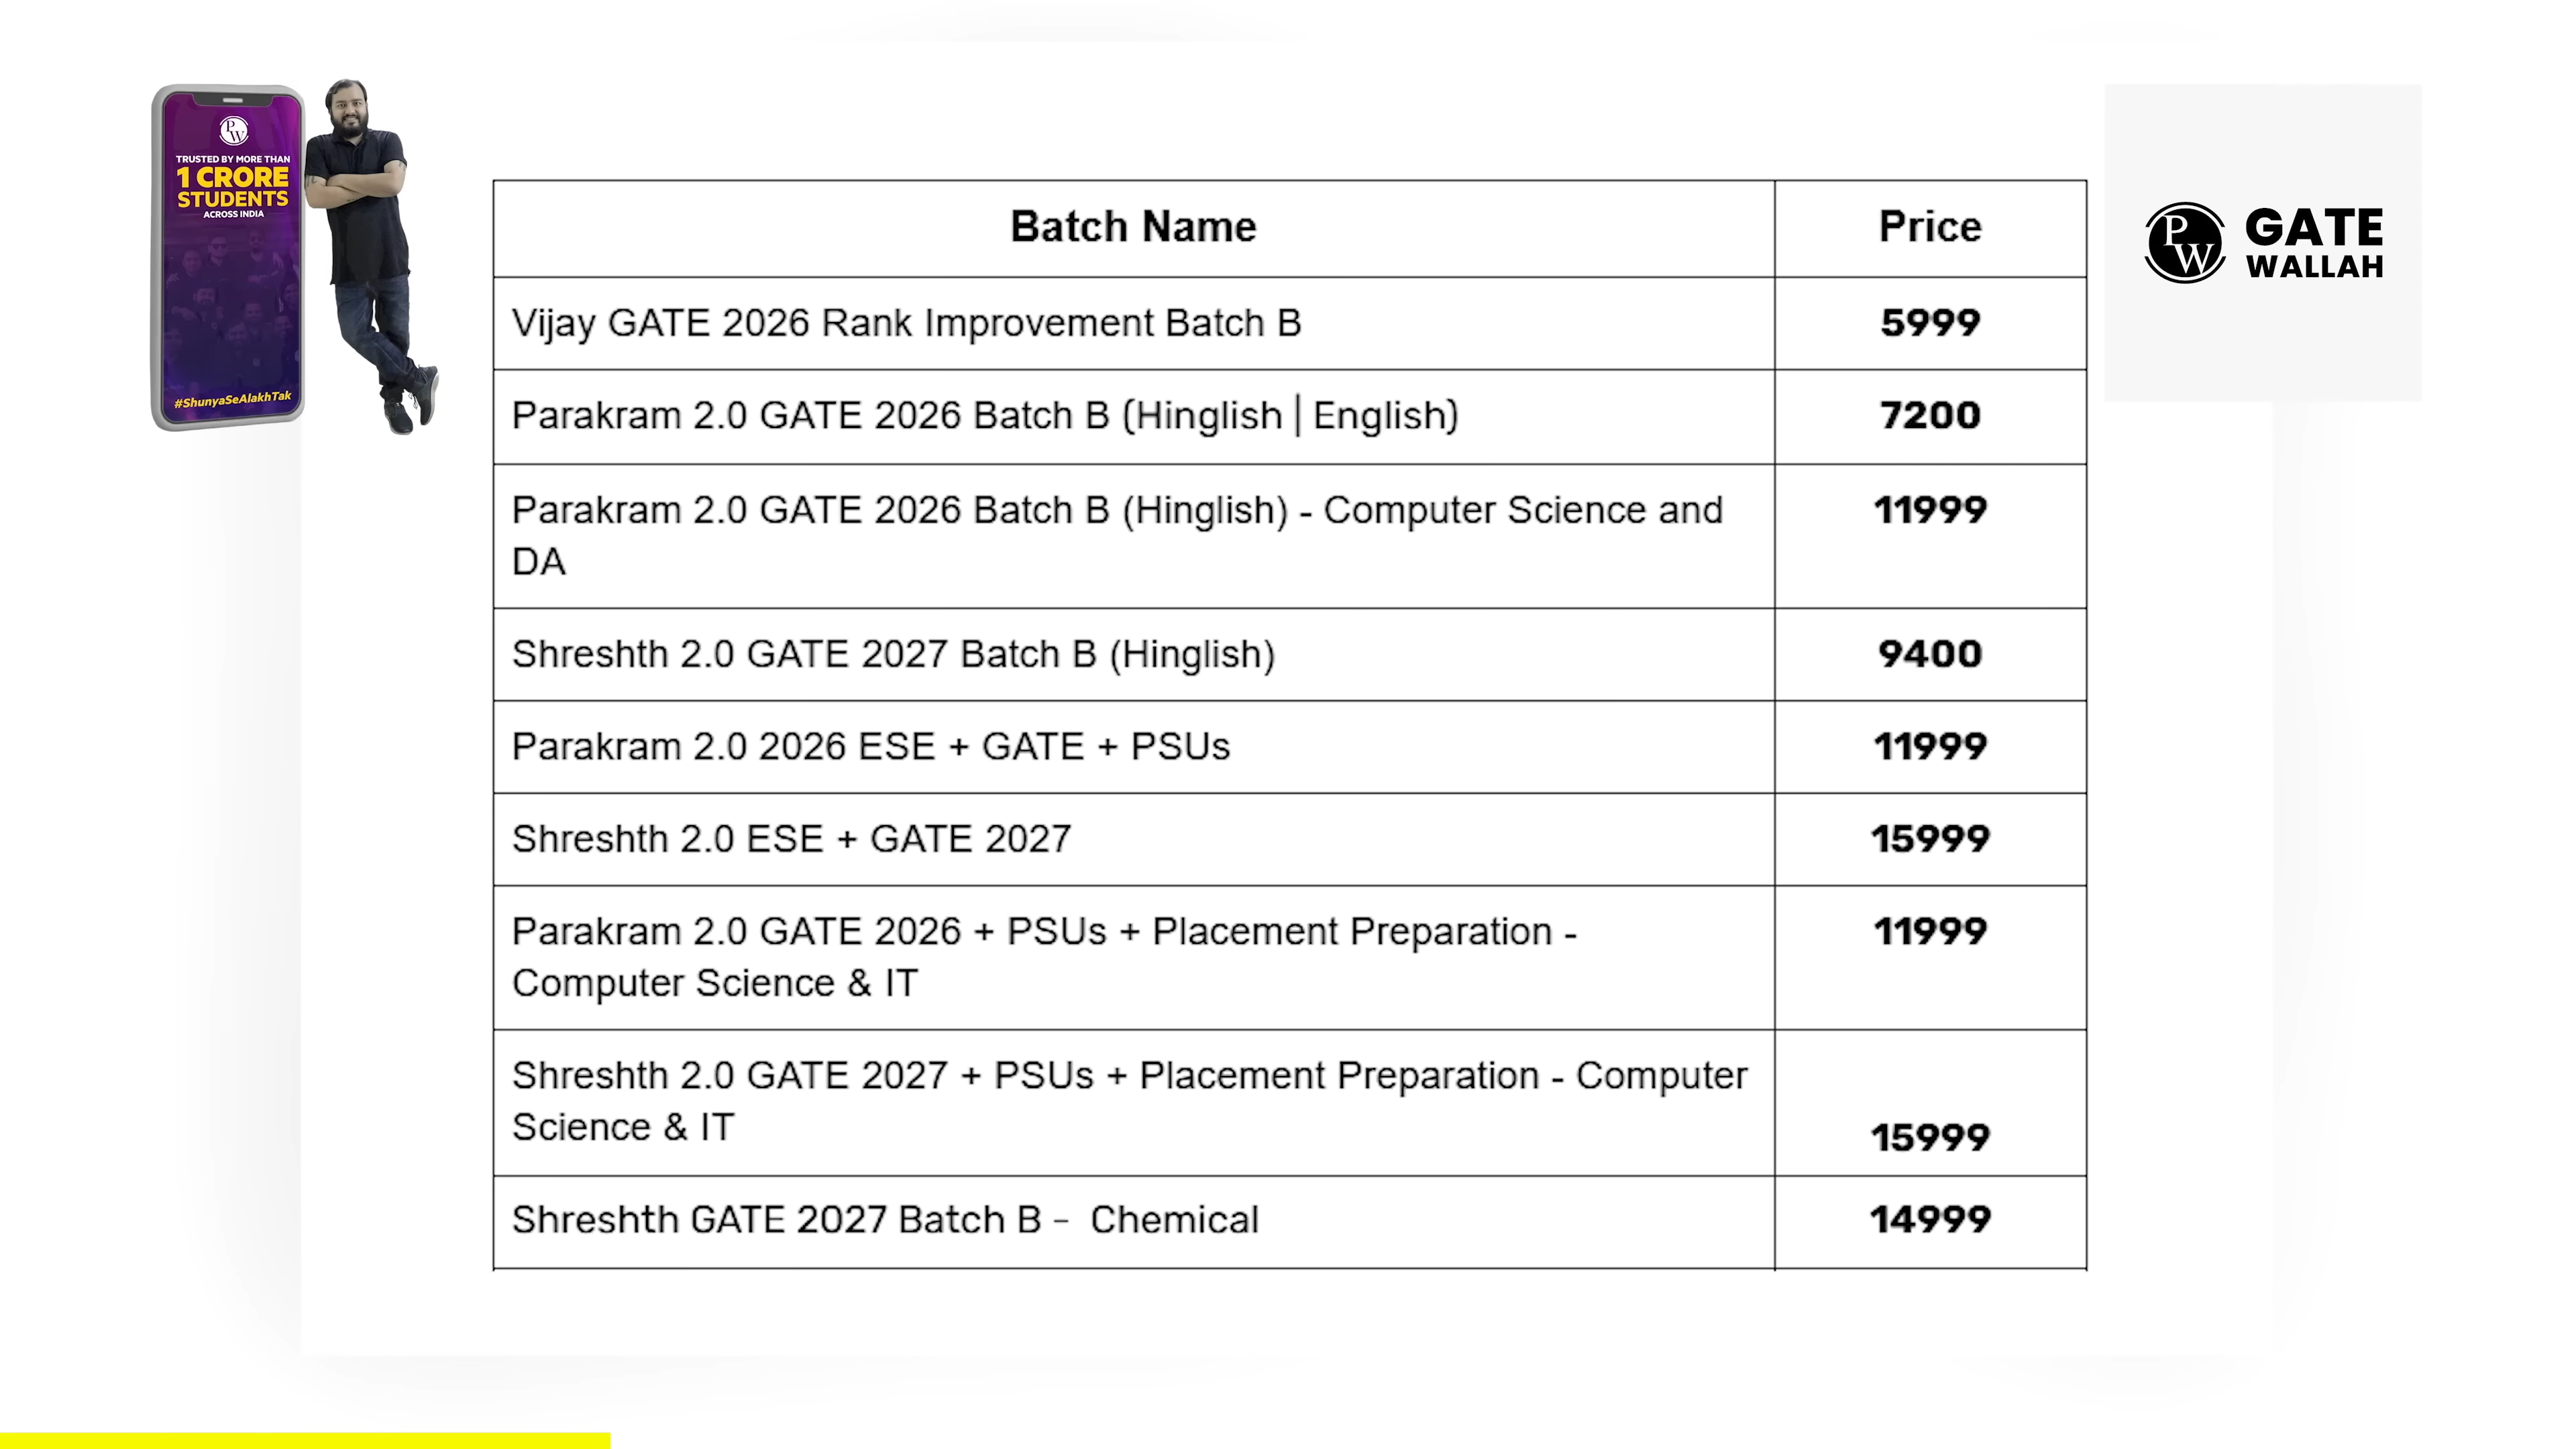 PW
TRUSTED BY MORE THAN
1 CRORE
STUDENTS
ACROSS INDIA
#ShunyaSeAlakhTak
PW GATE
WALLAH
Batch Name Price
Vijay GATE 2026 Rank Improvement Batch B 5999
Parakram 2.0 GATE 2026 Batch B (Hinglish | English) 7200
Parakram 2.0 GATE 2026 Batch B (Hinglish) - Computer Science and 11999
DA
Shreshth 2.0 GATE 2027 Batch B (Hinglish) 9400
Parakram 2.0 2026 ESE + GATE + PSUs 11999
Shreshth 2.0 ESE + GATE 2027 15999
Parakram 2.0 GATE 2026 + PSUs + Placement Preparation - 11999
Computer Science & IT
Shreshth 2.0 GATE 2027 + PSUs + Placement Preparation - Computer
Science & IT 15999
Shreshth GATE 2027 Batch B - Chemical 14999